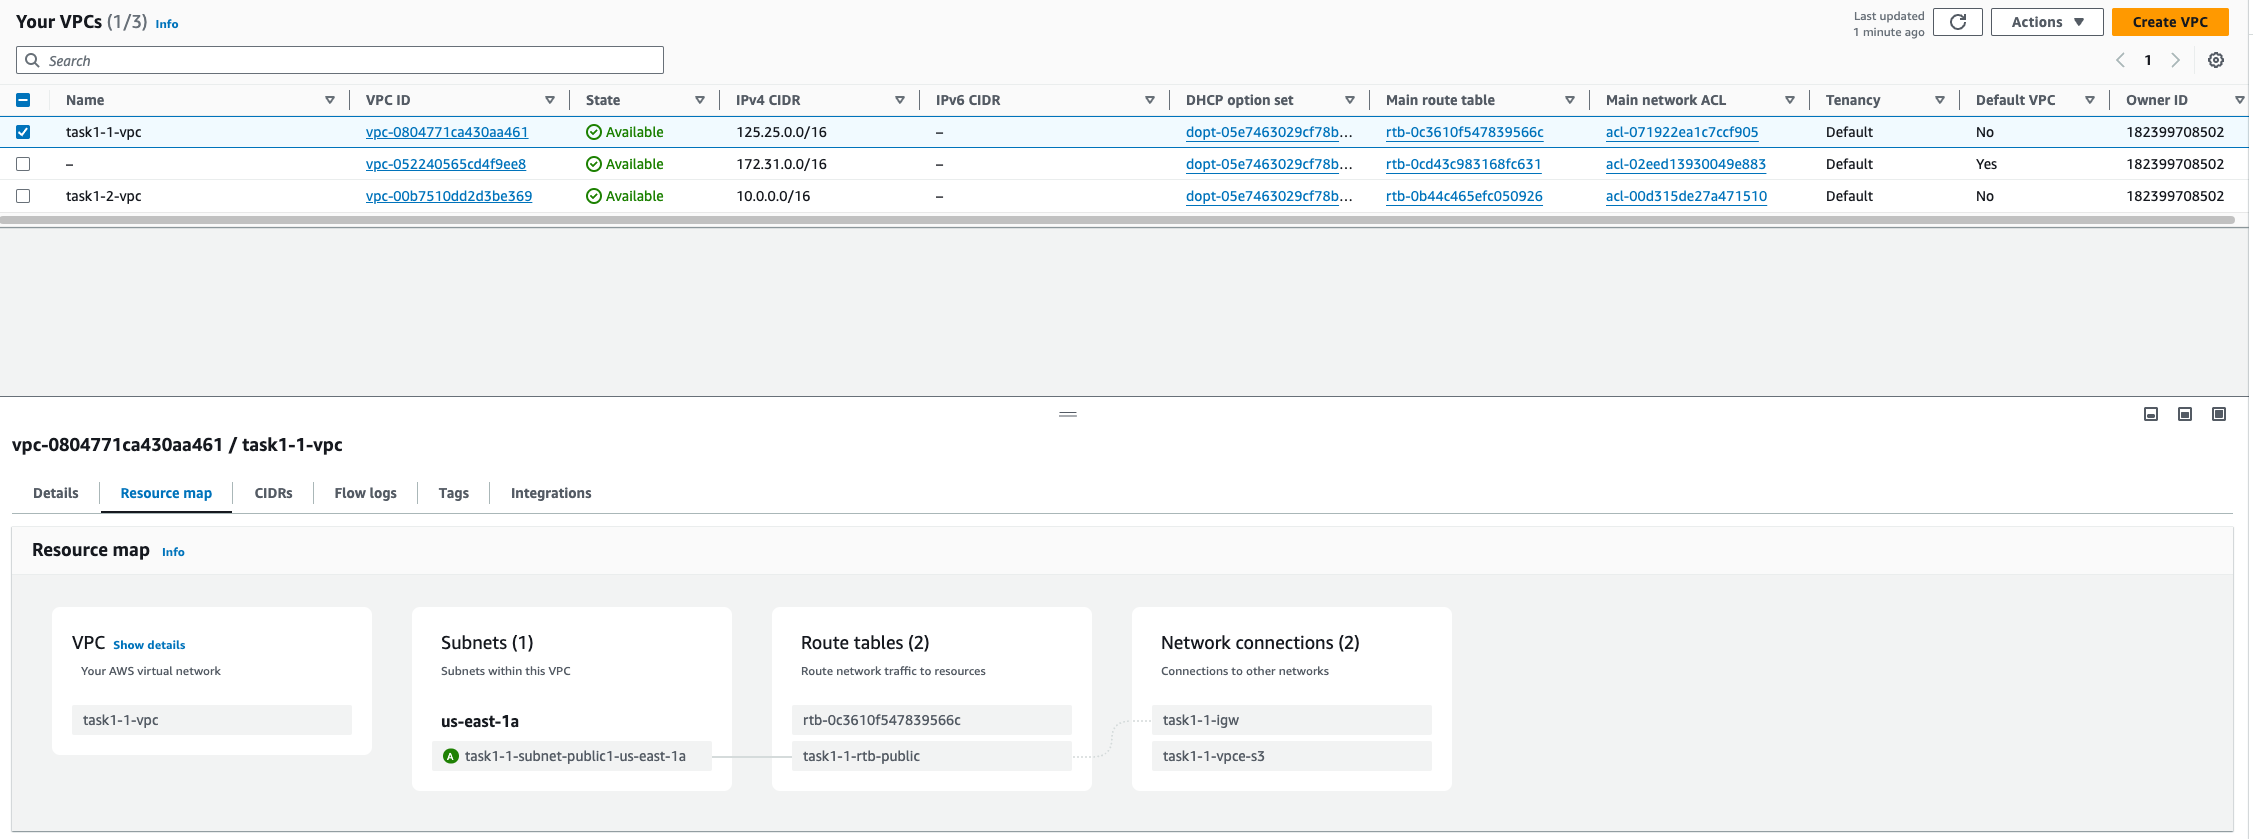 Your VPCs (1/3) Info
Last updated
1 minute ago
Actions
Create VPC
Search
1
Name VPC ID State IPv4 CIDR IPv6 CIDR DHCP option set Main route table Main network ACL Tenancy Default VPC Owner ID
task1-1-vpc vpc-0804771ca430aa461 Available 125.25.0.0/16 – dopt-05e7463029cf78b... rtb-0c3610f547839566c acl-071922ea1c7ccf905 Default No 182399708502
– vpc-052240565cd4f9ee8 Available 172.31.0.0/16 – dopt-05e7463029cf78b... rtb-0cd43c983168fc631 acl-02eed13930049e883 Default Yes 182399708502
task1-2-vpc vpc-00b7510dd2d3be369 Available 10.0.0.0/16 – dopt-05e7463029cf78b... rtb-0b44c465efc050926 acl-00d315de27a471510 Default No 182399708502
vpc-0804771ca430aa461 / task1-1-vpc
Details Resource map CIDRs Flow logs Tags Integrations
Resource map Info
VPC Show details
Your AWS virtual network
task1-1-vpc
Subnets (1)
Subnets within this VPC
us-east-1a
A task1-1-subnet-public1-us-east-1a
Route tables (2)
Route network traffic to resources
rtb-0c3610f547839566c
task1-1-rtb-public
Network connections (2)
Connections to other networks
task1-1-igw
task1-1-vpce-s3